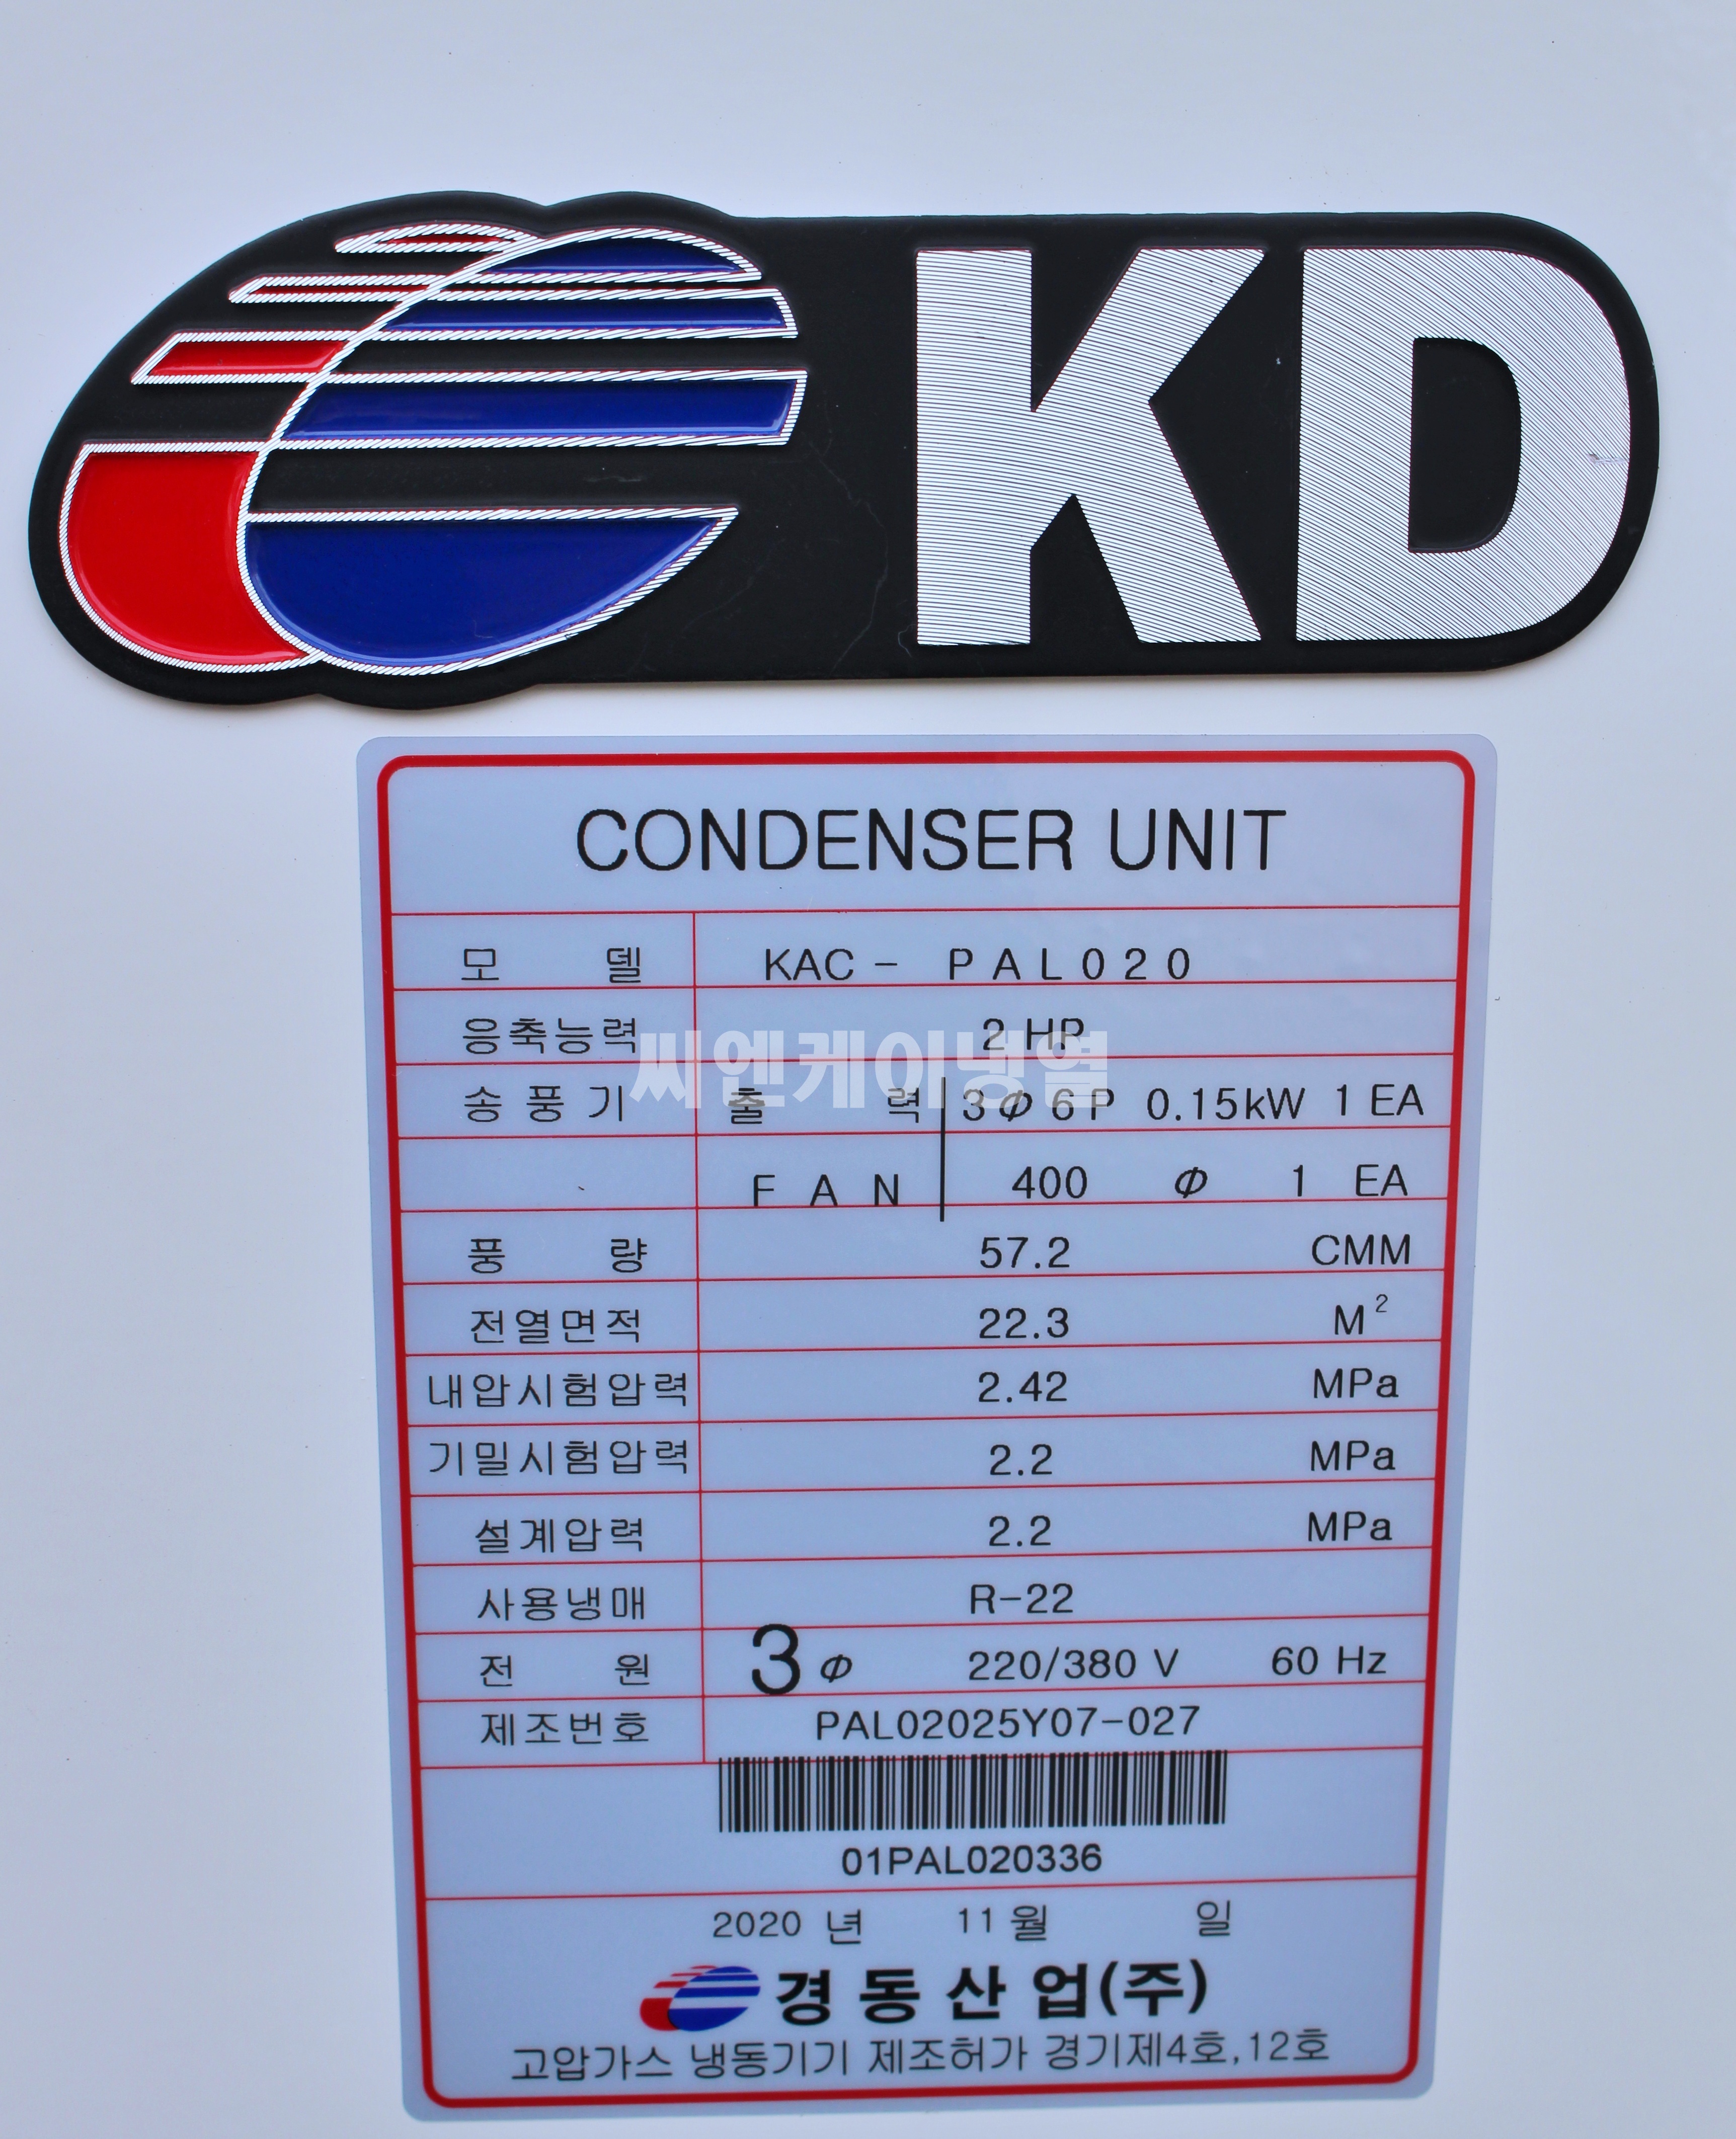 KD
CONDENSER UNIT
모 델 KAC - PAL020
응축능력 2 HP
씨엔케이냉열
송풍기 출 력 3Φ 6P 0.15kW 1 EA
FAN 400 Φ 1 EA
풍 량 57.2 CMM
전열면적 22.3 M²
내압시험압력 2.42 MPa
기밀시험압력 2.2 MPa
설계압력 2.2 MPa
사용냉매 R-22
전 원 3 Φ 220/380 V 60 Hz
제조번호 PAL02025Y07-027
01PAL020336
2020 년 11 월 일
경동산업(주)
고압가스 냉동기기 제조허가 경기제4호,12호